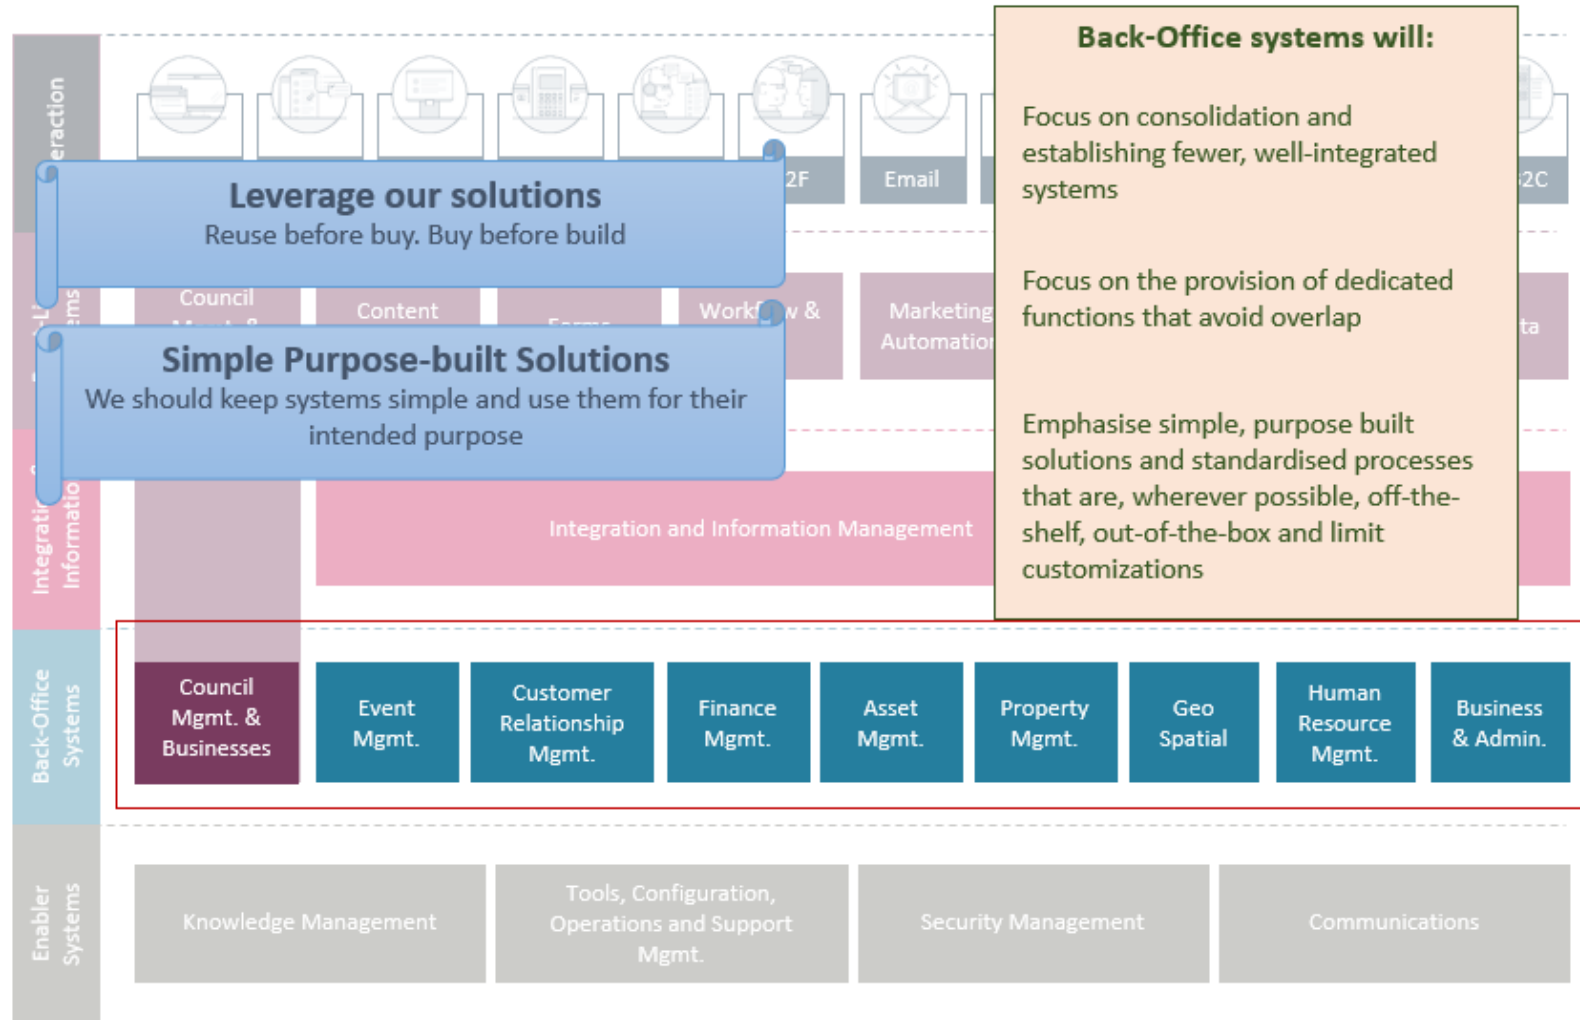 Back-Office systems will:
Focus on consolidation and
establishing fewer, well-integrated
systems
Focus on the provision of dedicated
functions that avoid overlap
Emphasise simple, purpose built
solutions and standardised processes
that are, wherever possible, off-the-
shelf, out-of-the-box and limit
customizations
Leverage our solutions
Reuse before buy. Buy before build
Simple Purpose-built Solutions
We should keep systems simple and use them for their
intended purpose
Email
Council
Content
Workflow &
Marketing
Automation
Integration and Information Management
Back-Office
Systems
Council
Mgmt. &
Businesses
Event
Mgmt.
Customer
Relationship
Mgmt.
Finance
Mgmt.
Asset
Mgmt.
Property
Mgmt.
Geo
Spatial
Human
Resource
Mgmt.
Business
& Admin.
Enabler
Systems
Knowledge Management
Tools, Configuration,
Operations and Support
Mgmt.
Security Management
Communications